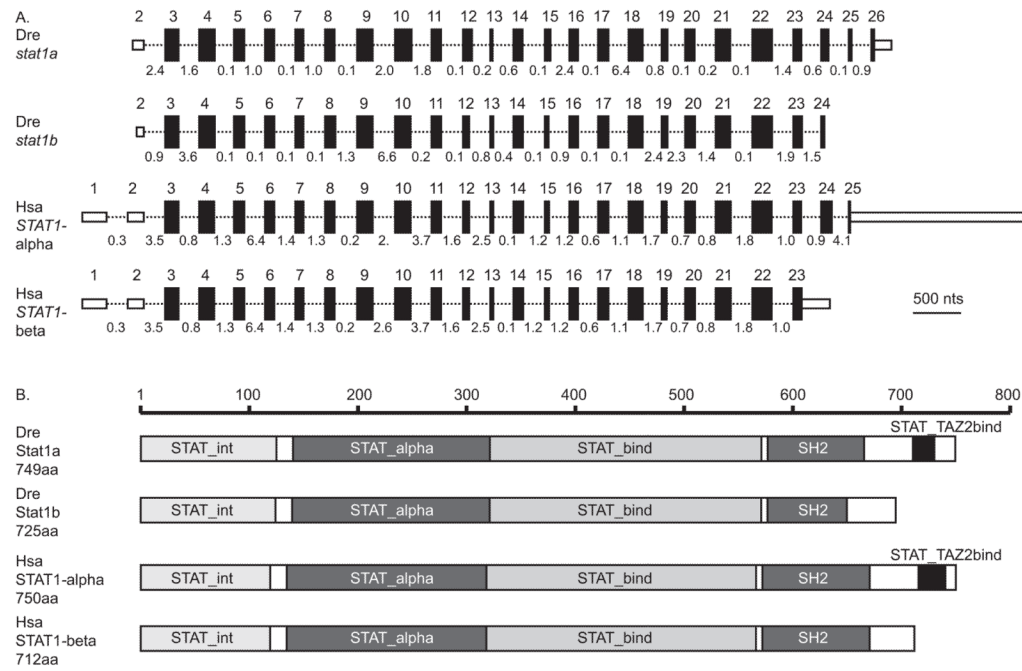 A.
2 3 4 5 6 7 8 9 10 11 12 13 14 15 16 17 18 19 20 21 22 23 24 25 26
Dre
stat1a
2.4 1.6 0.1 1.0 0.1 1.0 0.1 2.0 1.8 0.1 0.2 0.6 0.1 2.4 0.1 6.4 0.8 0.1 0.2 0.1 1.4 0.6 0.1 0.9
2 3 4 5 6 7 8 9 10 11 12 13 14 15 16 17 18 19 20 21 22 23 24
Dre
stat1b
0.9 3.6 0.1 0.1 0.1 0.1 1.3 6.6 0.2 0.1 0.8 0.4 0.1 0.9 0.1 0.1 2.4 2.3 1.4 0.1 1.9 1.5
1 2 3 4 5 6 7 8 9 10 11 12 13 14 15 16 17 18 19 20 21 22 23 24 25
Hsa
STAT1-
alpha
0.3 3.5 0.8 1.3 6.4 1.4 1.3 0.2 2. 3.7 1.6 2.5 0.1 1.2 1.2 0.6 1.1 1.7 0.7 0.8 1.8 1.0 0.9 4.1
1 2 3 4 5 6 7 8 9 10 11 12 13 14 15 16 17 18 19 20 21 22 23
Hsa
STAT1-
beta
0.3 3.5 0.8 1.3 6.4 1.4 1.3 0.2 2.6 3.7 1.6 2.5 0.1 1.2 1.2 0.6 1.1 1.7 0.7 0.8 1.8 1.0
500 nts
B.
1 100 200 300 400 500 600 700 800
Dre
Stat1a
749aa
STAT_TAZ2bind
STAT_int STAT_alpha STAT_bind SH2
Dre
Stat1b
725aa
STAT_int STAT_alpha STAT_bind SH2
Hsa
STAT1-alpha
750aa
STAT_TAZ2bind
STAT_int STAT_alpha STAT_bind SH2
Hsa
STAT1-beta
712aa
STAT_int STAT_alpha STAT_bind SH2